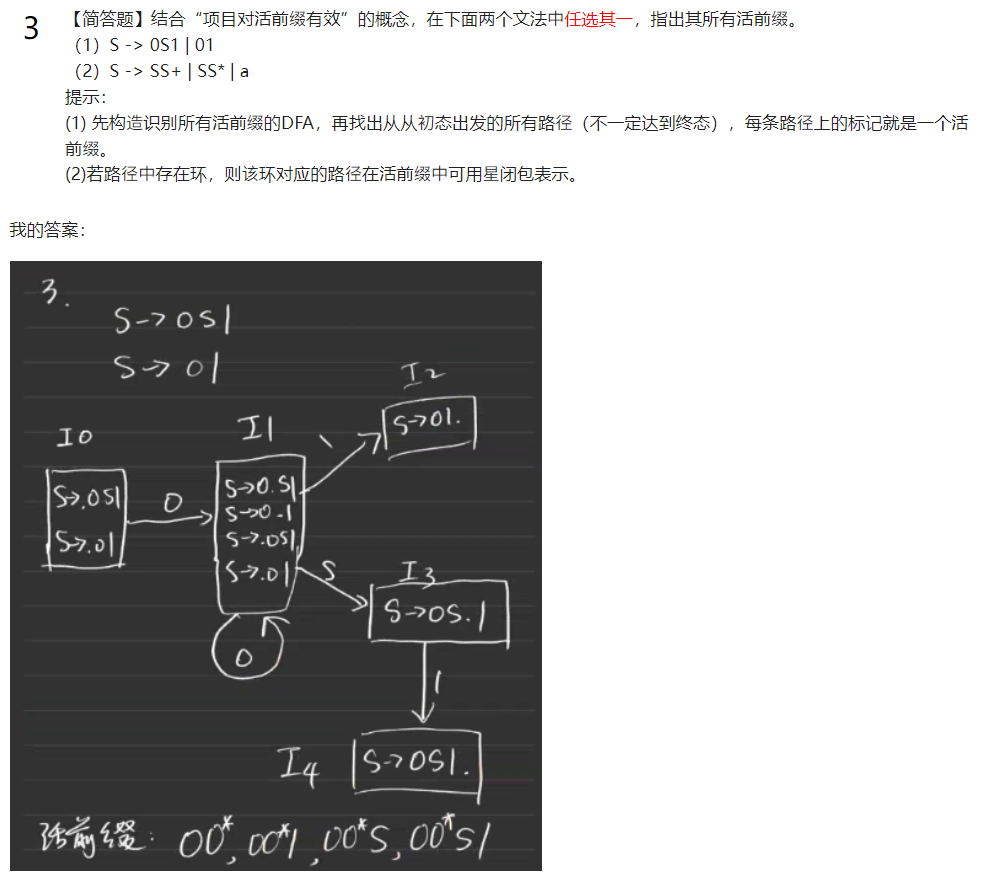 3
【简答题】结合“项目对活前缀有效”的概念，在下面两个文法中任选其一，指出其所有活前缀。
（1）S -> 0S1 | 01
（2）S -> SS+ | SS* | a
提示：
(1) 先构造识别所有活前缀的DFA，再找出从从初态出发的所有路径（不一定达到终态），每条路径上的标记就是一个活
前缀。
(2)若路径中存在环，则该环对应的路径在活前缀中可用星闭包表示。
我的答案：
3.
S->0S1
S->01
I2
S->01.
I0
I1
S->.0S1
S->.01
0
S->0.S1
S->0.1
S->.0S1
S->.01
1
0
S
I3
S->0S.1
1
I4
S->0S1.
活前缀：00*, 00*1, 00*S, 00*S1